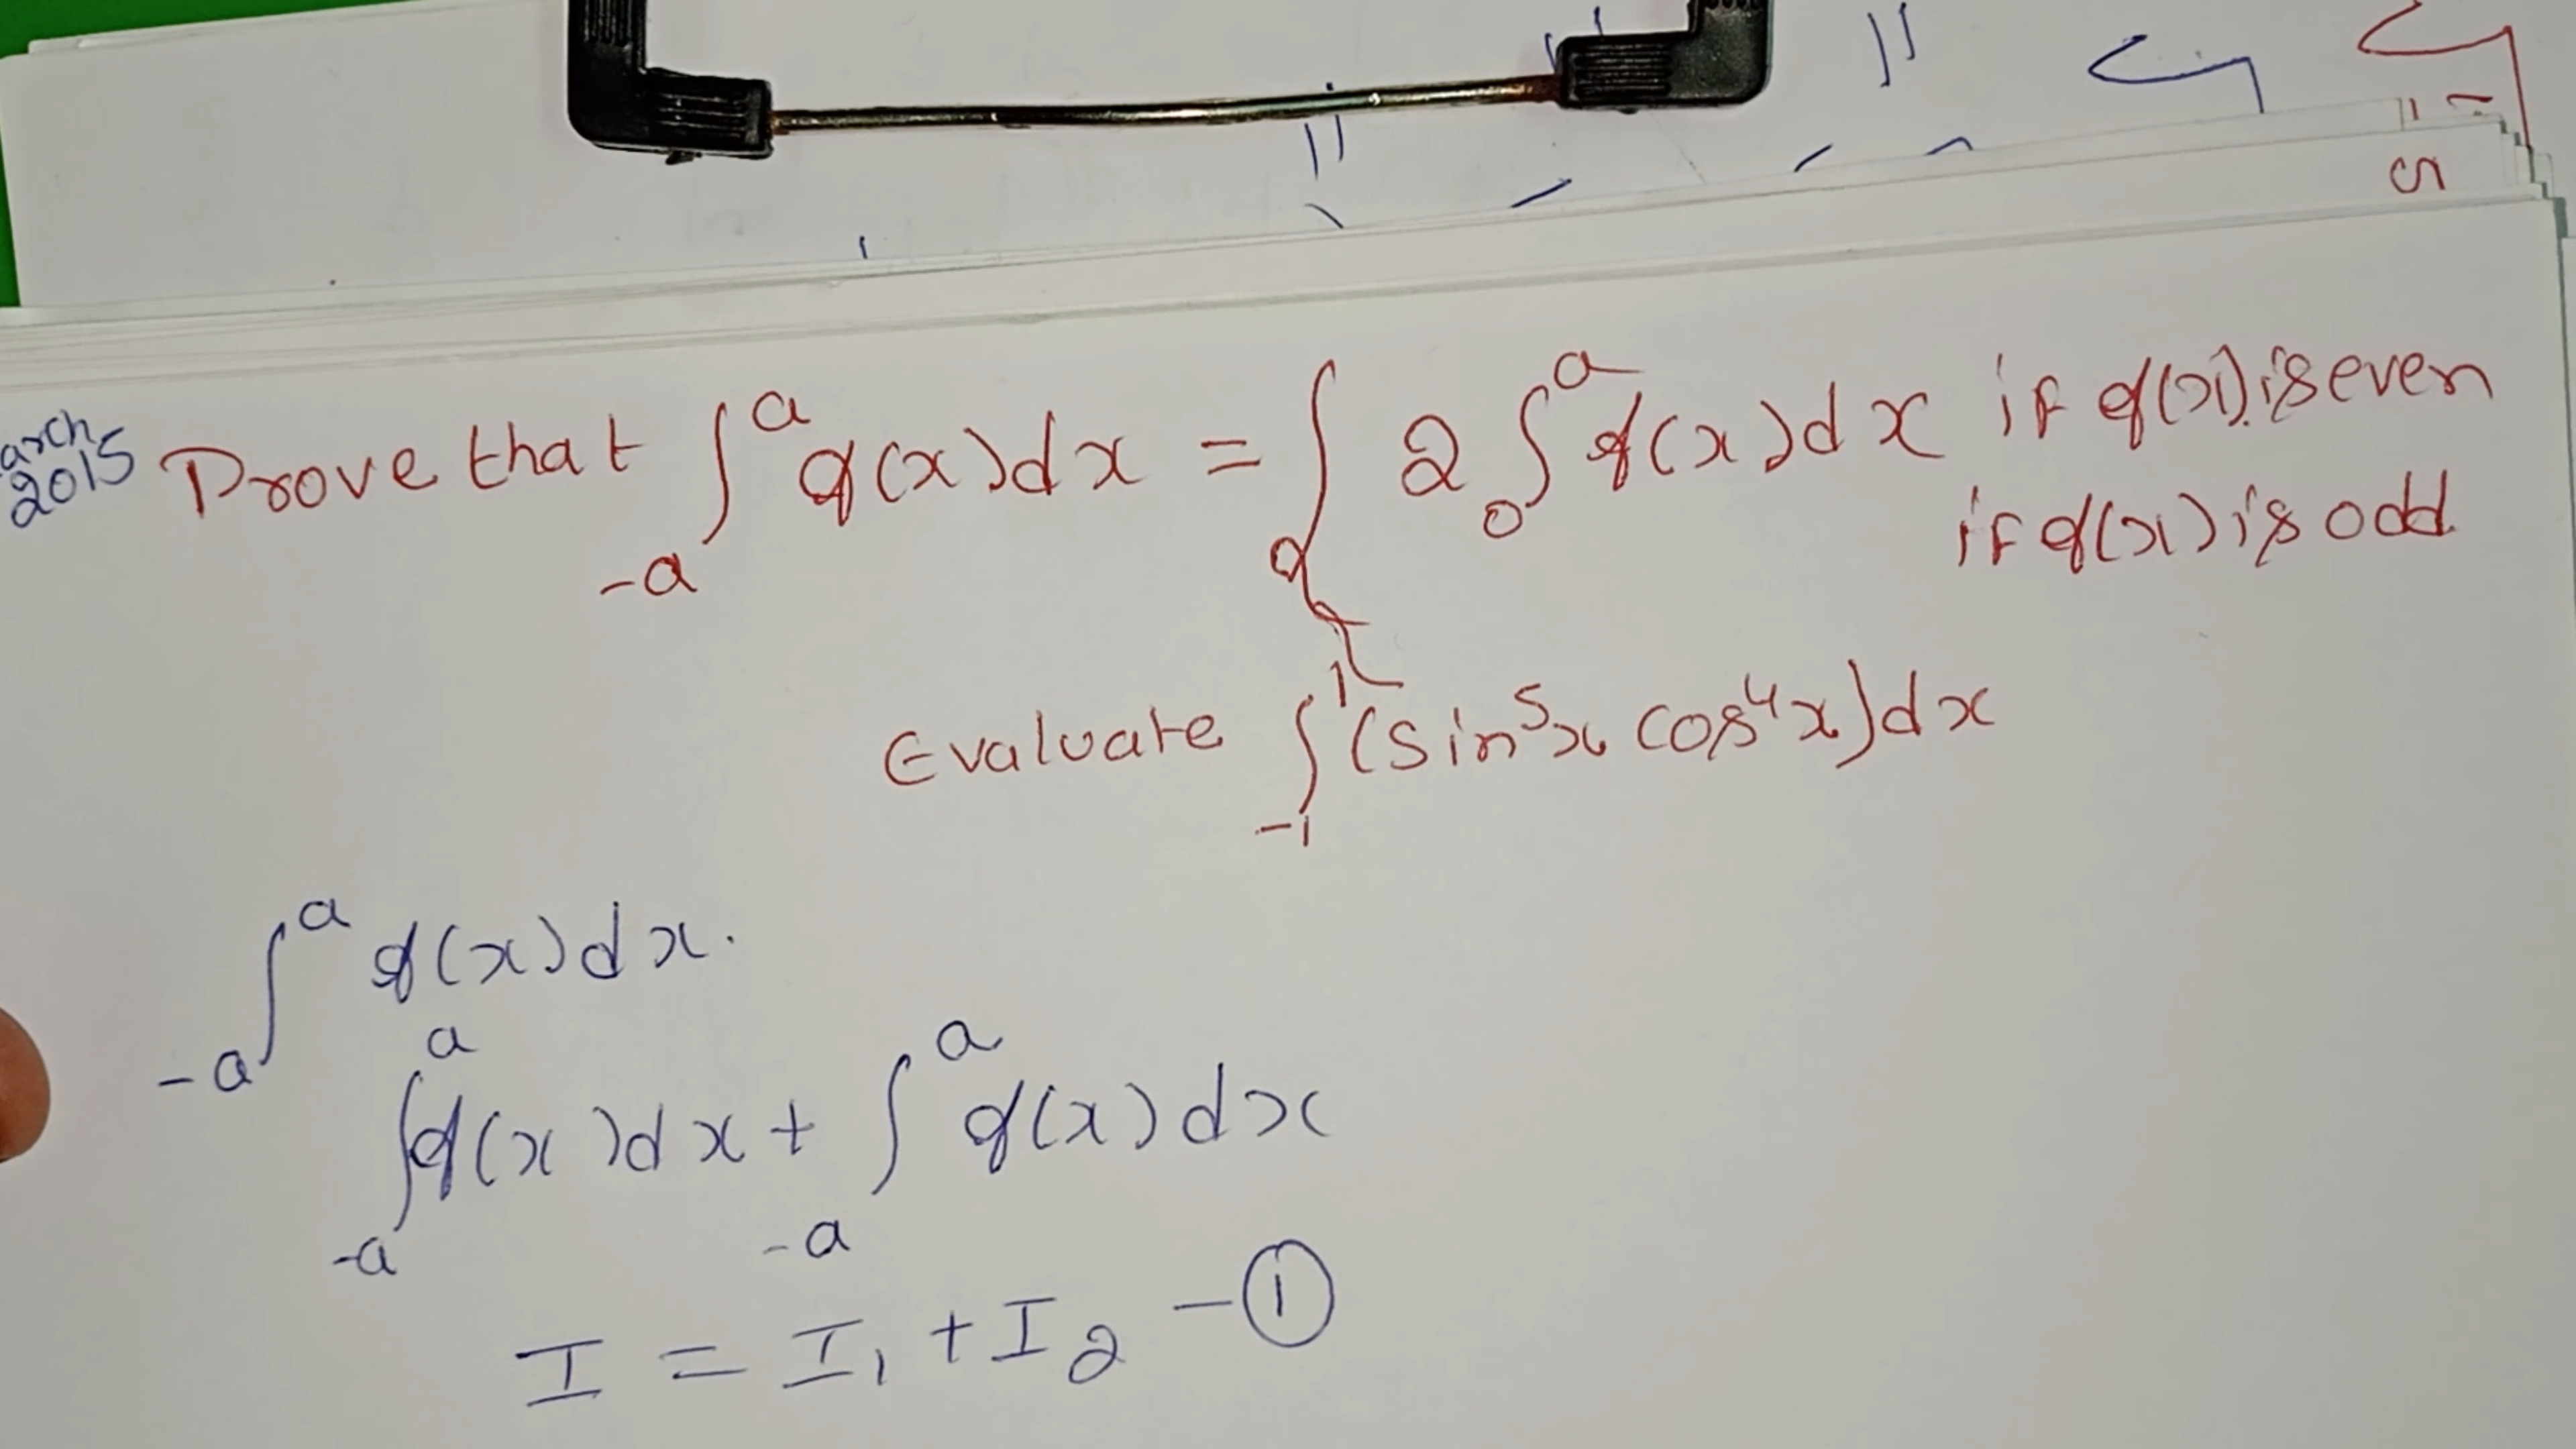 arch
2015
Prove that ∫_{-a}^{a} f(x)dx = { 2 ∫_{0}^{a} f(x)dx if f(x) is even
0 if f(x) is odd
Evaluate ∫_{-1}^{1} (sin⁵x cos⁴x)dx
∫_{-a}^{a} f(x)dx.
∫_{-a}^{a} f(x)dx + ∫_{-a}^{a} f(x)dx
I = I₁ + I₂ — ①